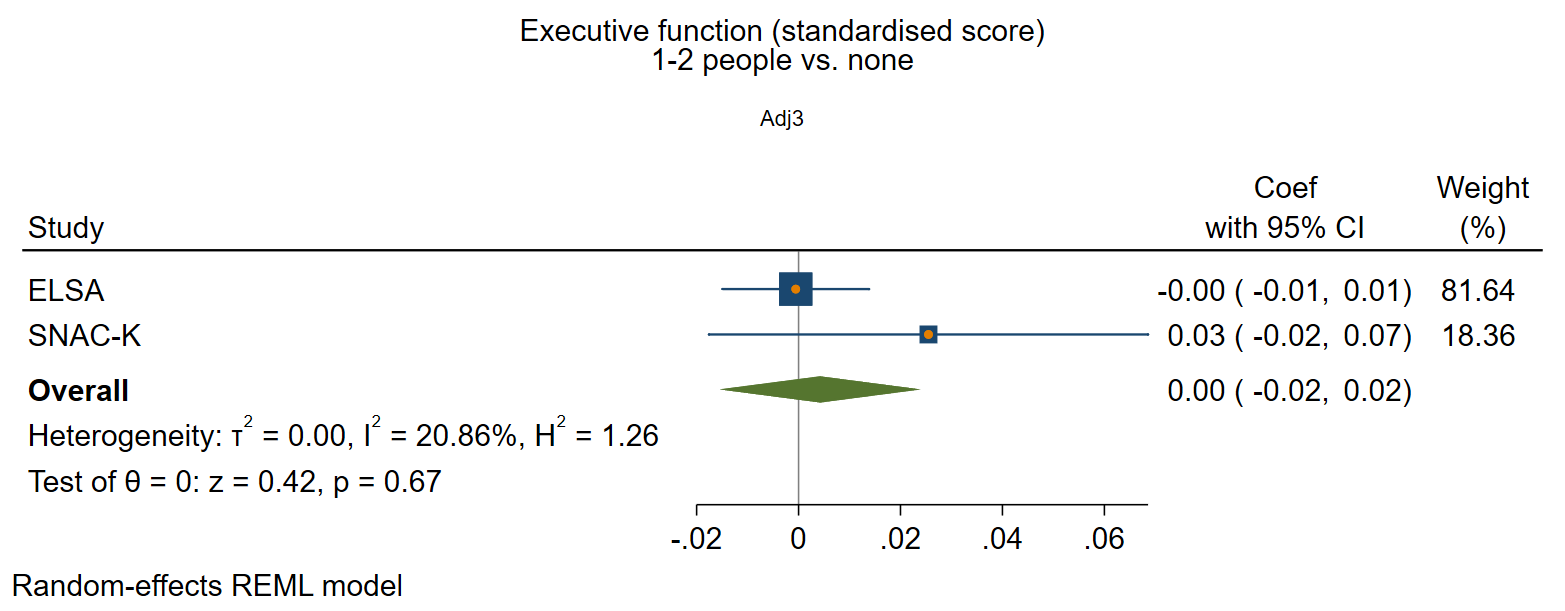 Executive function (standardised score)
1-2 people vs. none
Adj3
Coef Weight
Study with 95% CI (%)
ELSA -0.00 ( -0.01, 0.01) 81.64
SNAC-K 0.03 ( -0.02, 0.07) 18.36
Overall 0.00 ( -0.02, 0.02)
Heterogeneity: τ² = 0.00, I² = 20.86%, H² = 1.26
Test of θ = 0: z = 0.42, p = 0.67
-.02 0 .02 .04 .06
Random-effects REML model